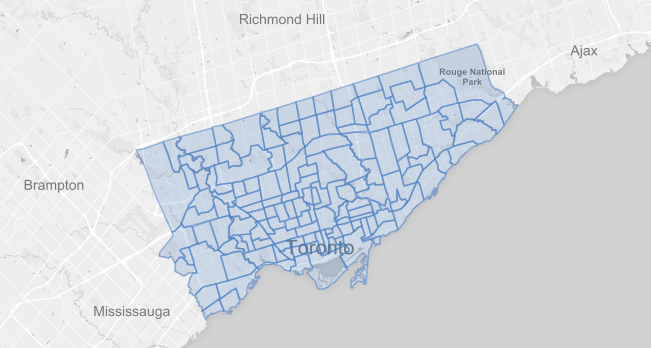 Richmond Hill
Ajax
Rouge National
Park
Brampton
Toronto
Mississauga